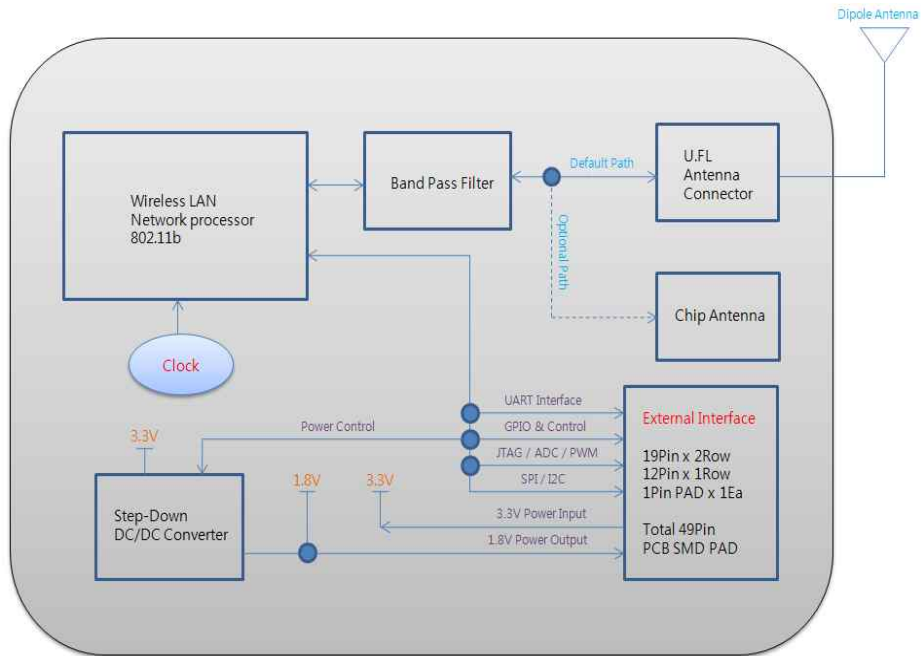 Dipole Antenna
Wireless LAN
Network processor
802.11b
Band Pass Filter
Default Path
U.FL
Antenna
Connector
Optional Path
Chip Antenna
Clock
UART Interface
External Interface
Power Control
GPIO & Control
3.3V
JTAG / ADC / PWM
19Pin x 2Row
12Pin x 1Row
1.8V
3.3V
SPI / I2C
1Pin PAD x 1Ea
Step-Down
DC/DC Converter
3.3V Power Input
Total 49Pin
1.8V Power Output
PCB SMD PAD